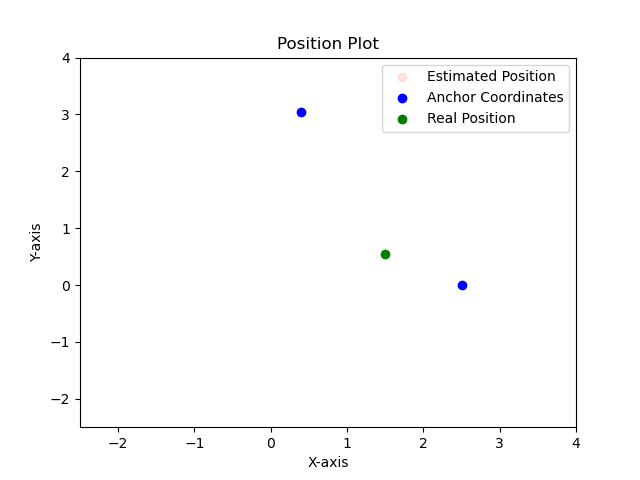 Position Plot
Estimated Position
Anchor Coordinates
Real Position
4
3
2
1
0
−1
−2
Y-axis
−2
−1
0
1
2
3
4
X-axis